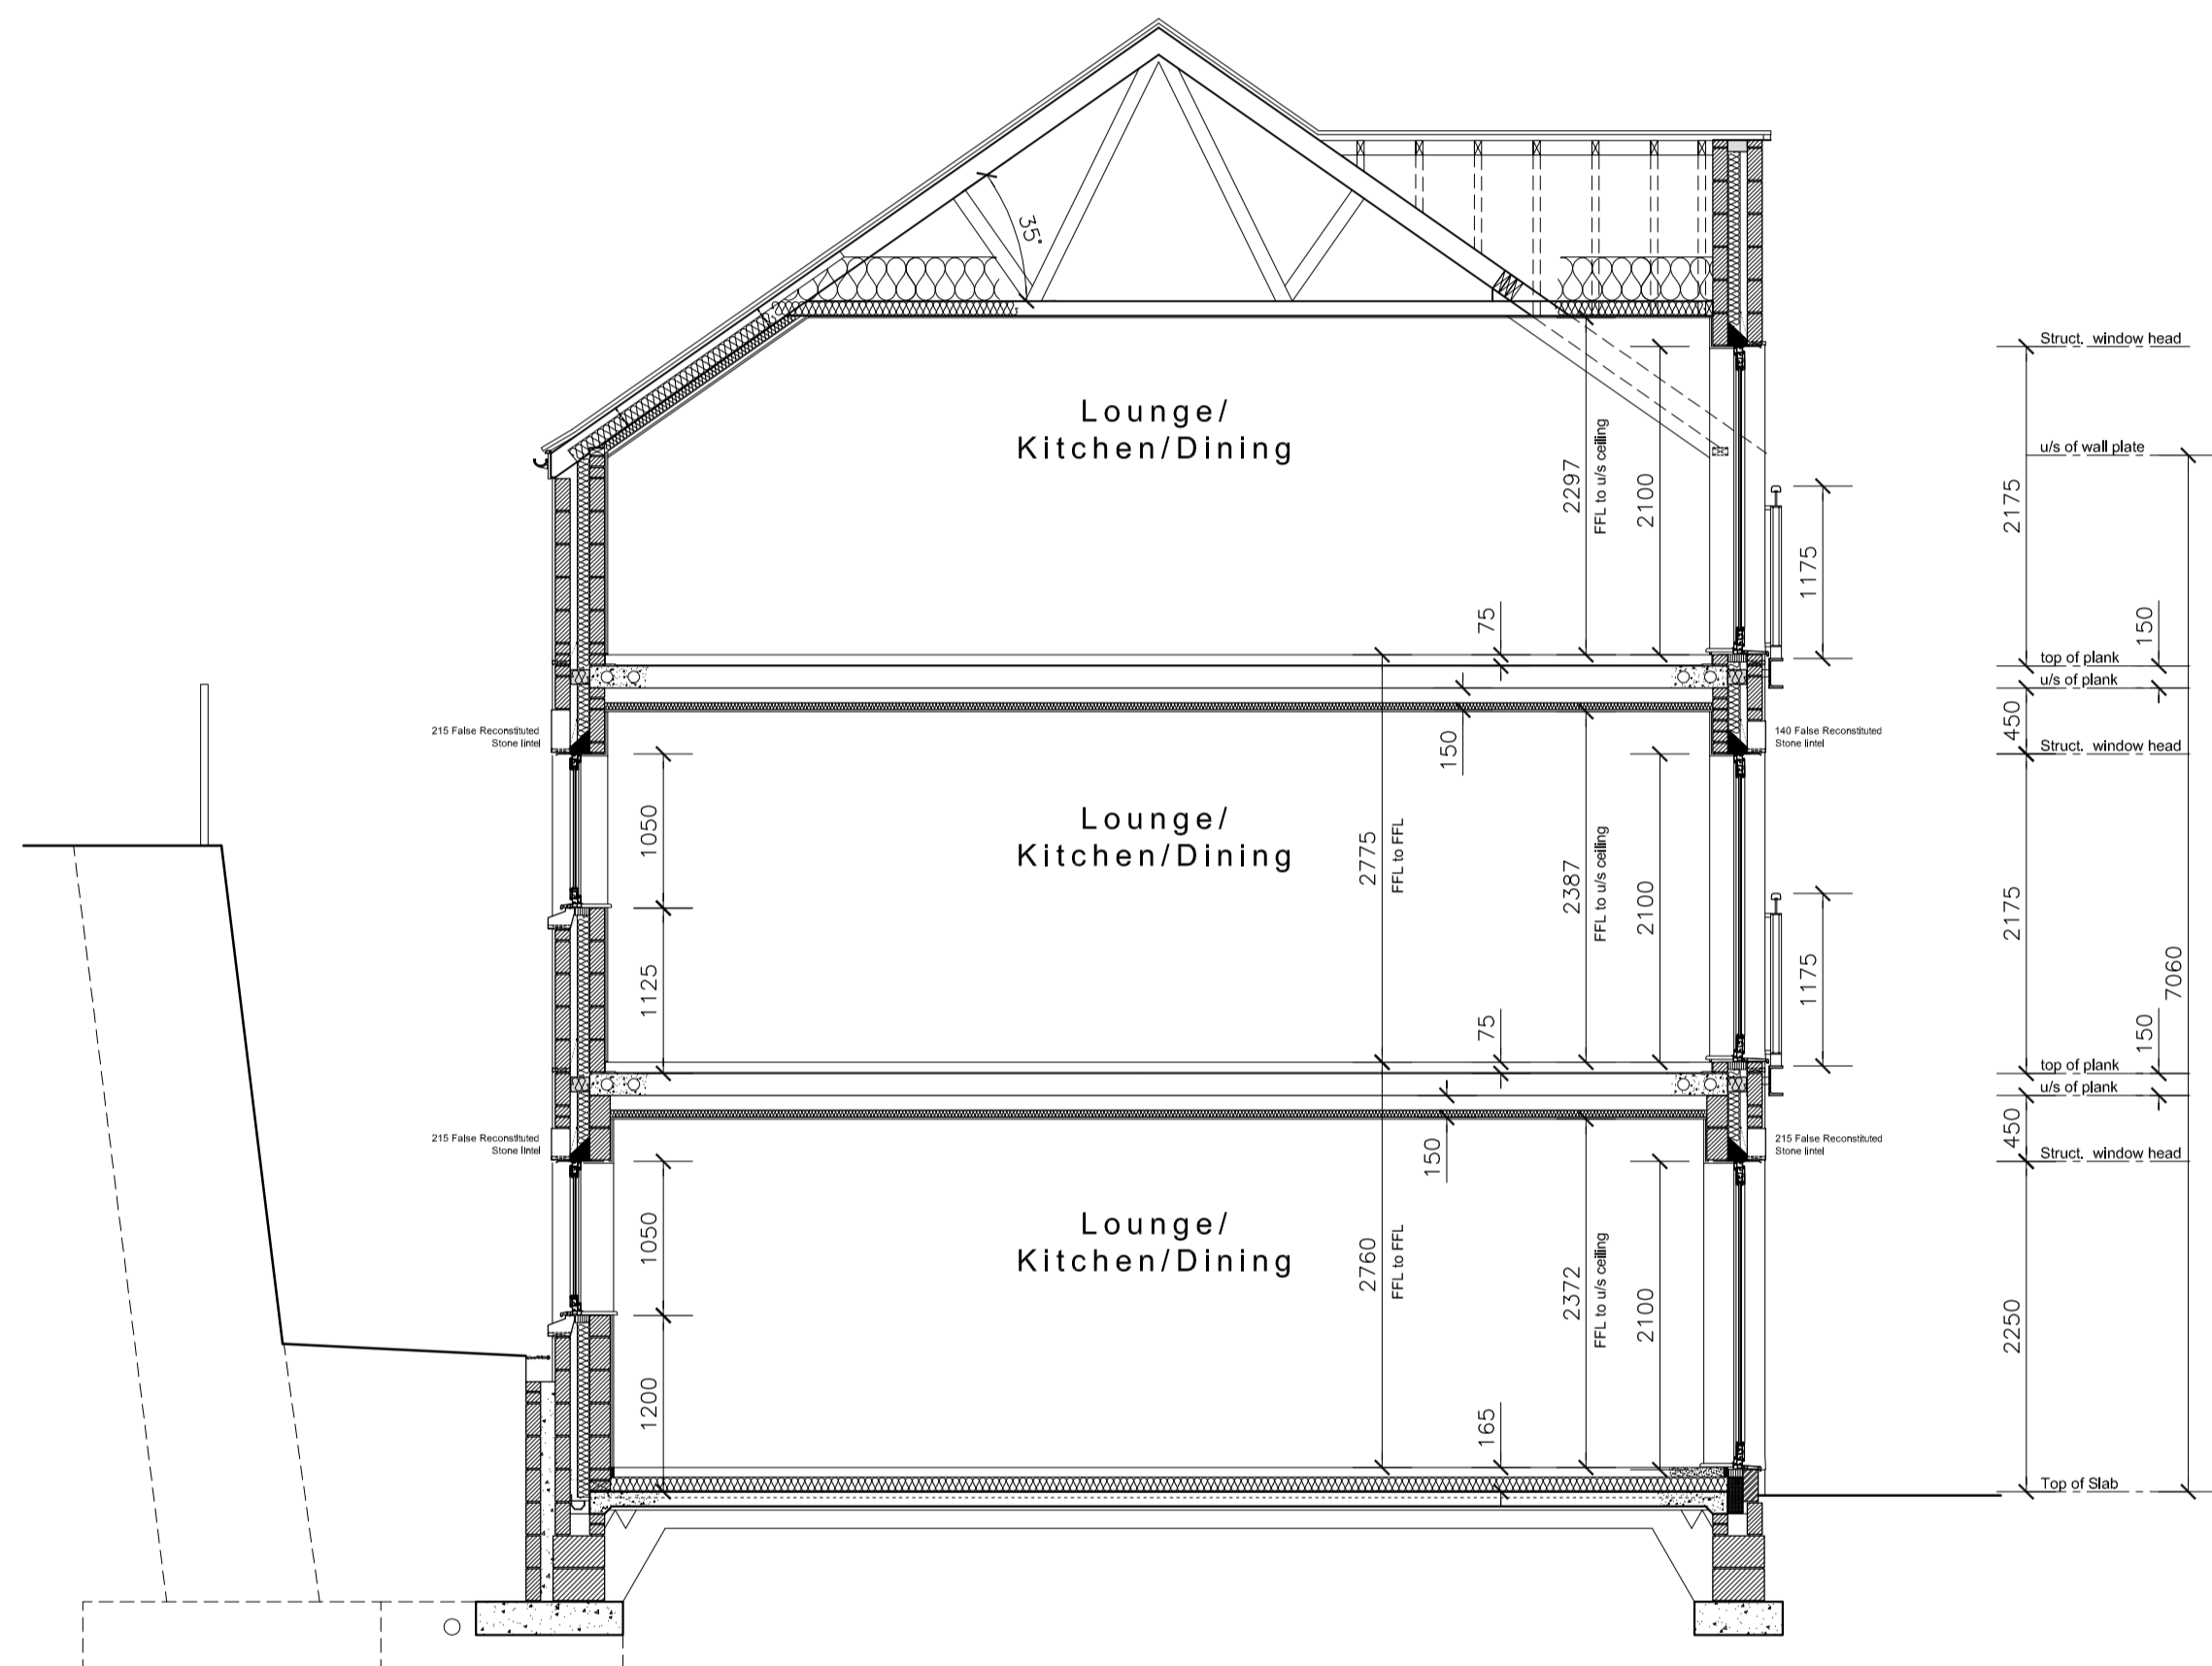 35°
Struct. window head
Lounge/
Kitchen/Dining
2297
FFL to u/s ceiling
2100
u/s of wall plate
2175
1175
75
150
top of plank
u/s of plank
215 False Reconstituted
Stone lintel
140 False Reconstituted
Stone lintel
450
Struct. window head
150
1050
Lounge/
Kitchen/Dining
2775
FFL to FFL
2387
FFL to u/s ceiling
2100
2175
1125
1175
7060
75
150
top of plank
u/s of plank
215 False Reconstituted
Stone lintel
215 False Reconstituted
Stone lintel
450
Struct. window head
150
1050
Lounge/
Kitchen/Dining
2760
FFL to FFL
2372
FFL to u/s ceiling
2100
2250
1200
165
Top of Slab